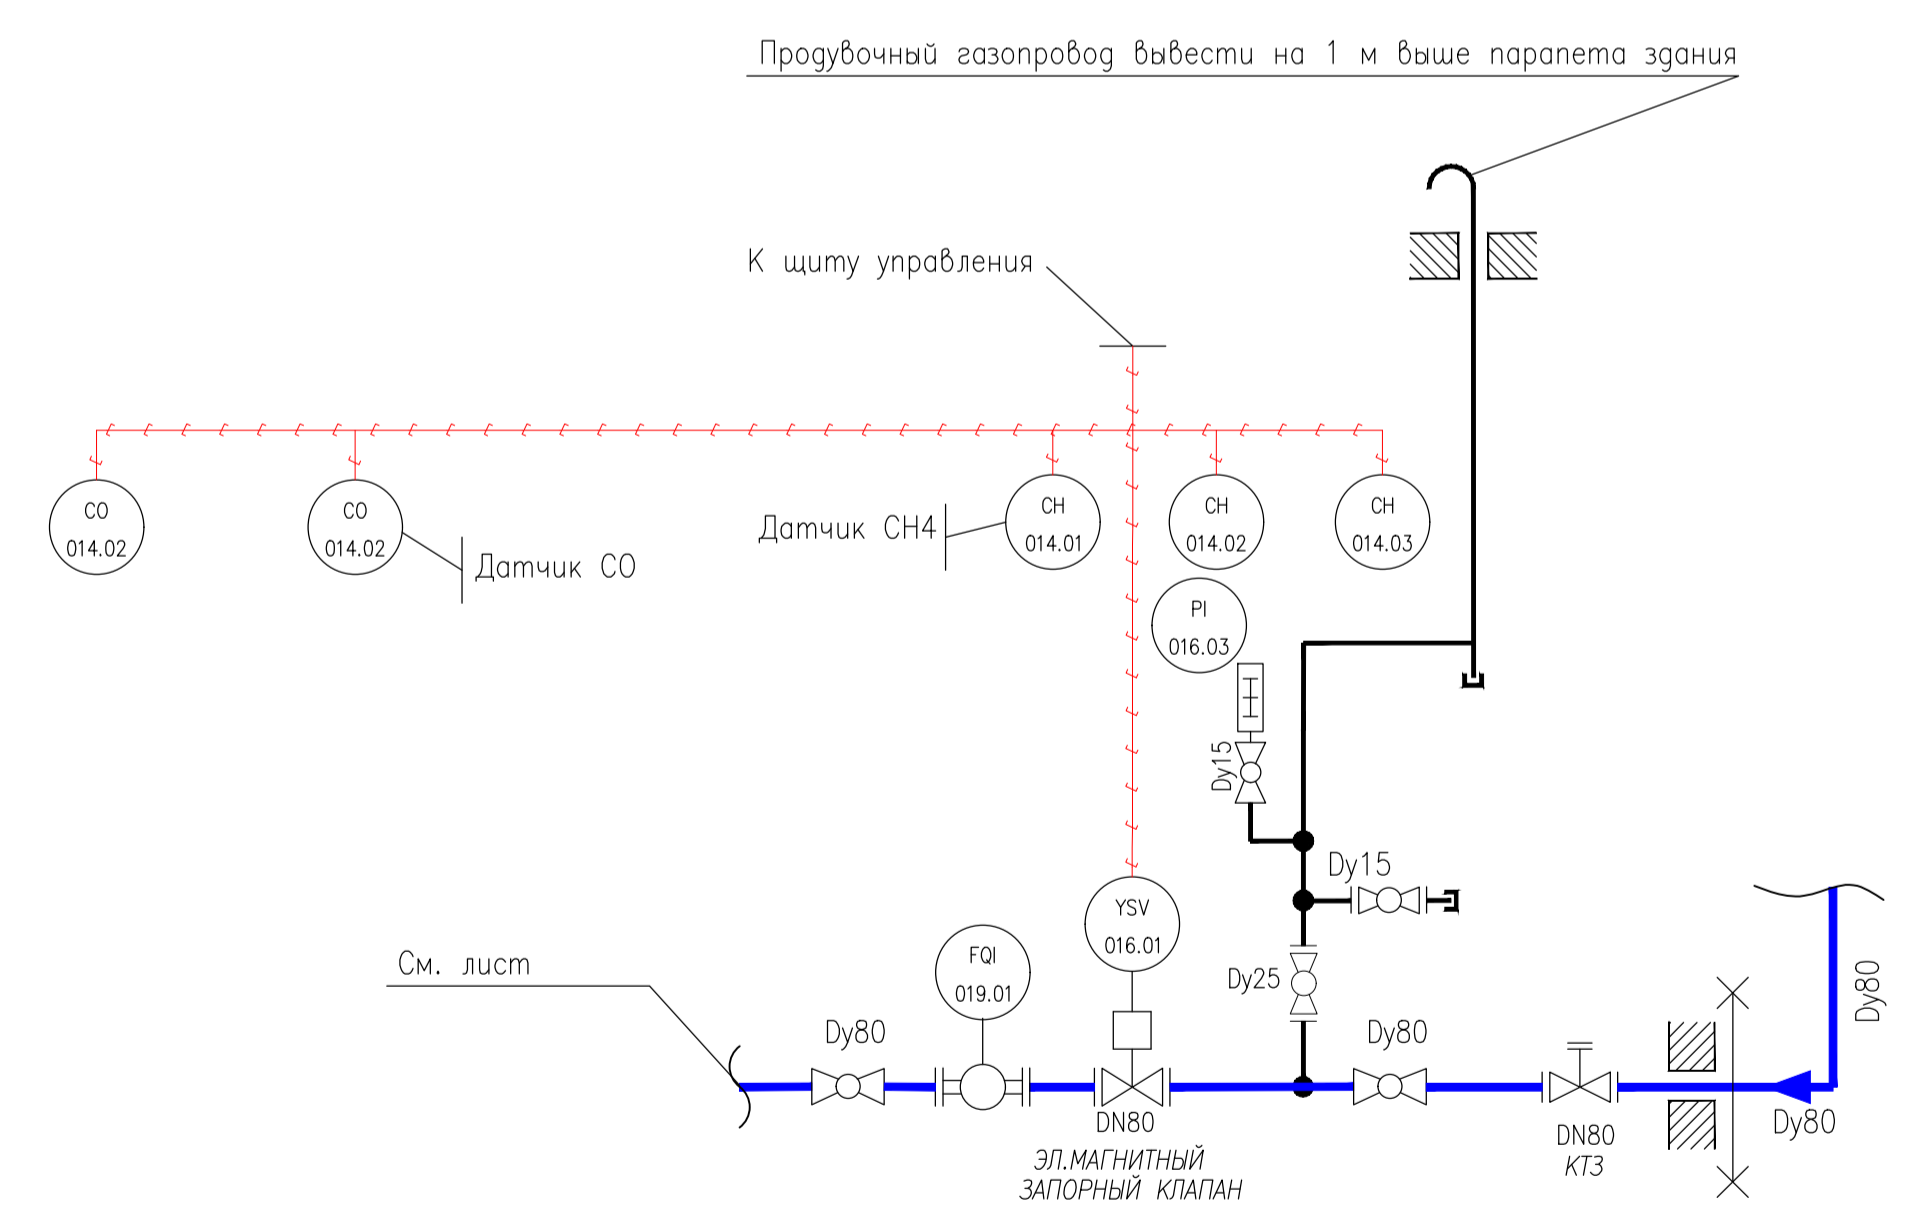 Продувочный газопровод вывести на 1 м выше парапета здания
К щиту управления
CO
014.02
CO
014.02
Датчик CO
Датчик CH4
CH
014.01
CH
014.02
CH
014.03
PI
016.03
Dy15
Dy15
YSV
016.01
FQI
019.01
См. лист
Dy25
Dy80
Dy80
Dy80
Dy80
DN80
ЭЛ.МАГНИТНЫЙ
ЗАПОРНЫЙ КЛАПАН
DN80
КТЗ